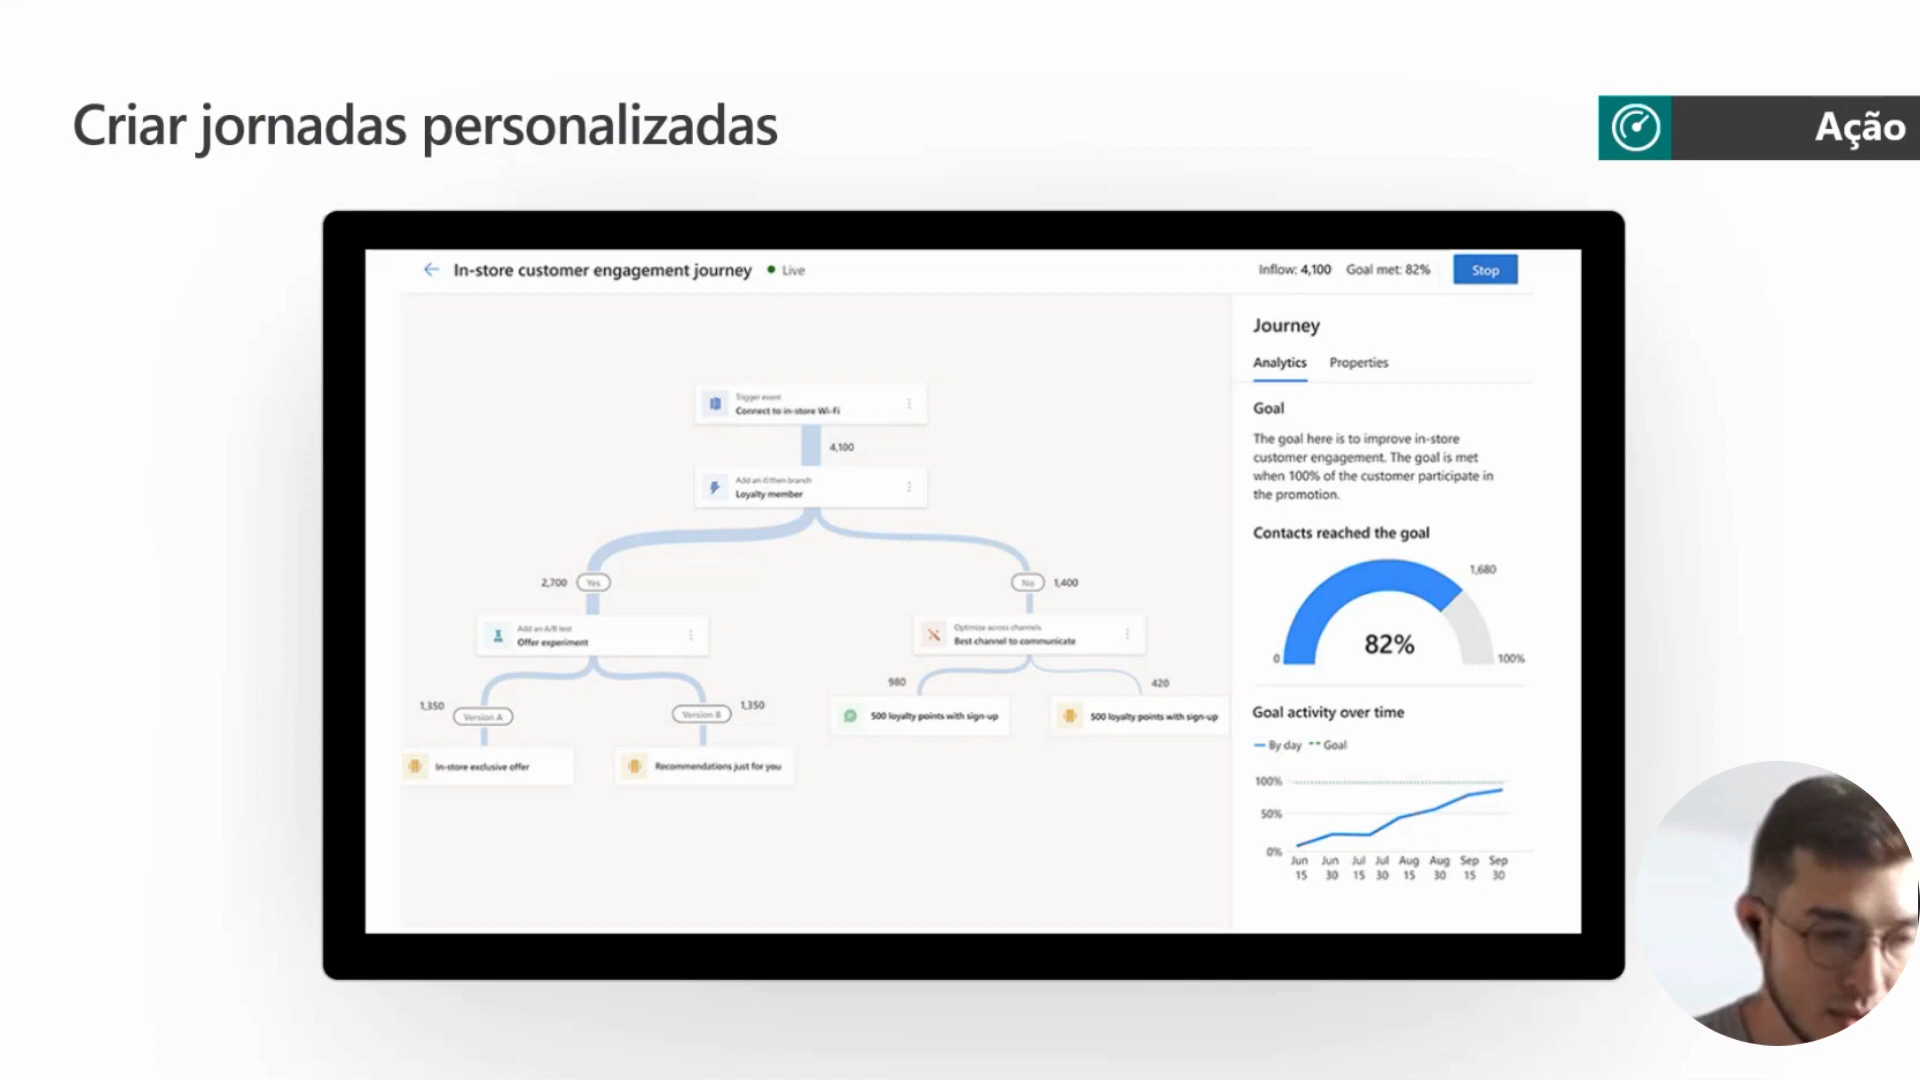 Criar jornadas personalizadas
Ação
In-store customer engagement journey
Live
Inflow: 4,100
Goal met: 82%
Stop
Trigger event
Connect to in-store Wi-Fi
4,100
Add an if/then branch
Loyalty member
2,700
Yes
No
1,400
Add an A/B test
Offer experiment
Optimize across channels
Best channel to communicate
1,350
Version A
Version B
1,350
980
420
500 loyalty points with sign-up
500 loyalty points with sign-up
In-store exclusive offer
Recommendations just for you
Journey
Analytics
Properties
Goal
The goal here is to improve in-store
customer engagement. The goal is met
when 100% of the customer participate in
the promotion.
Contacts reached the goal
1,680
82%
0
100%
Goal activity over time
By day
Goal
100%
50%
0%
Jun Jun Jul Jul Aug Aug Sep Sep
15 30 15 30 15 30 15 30